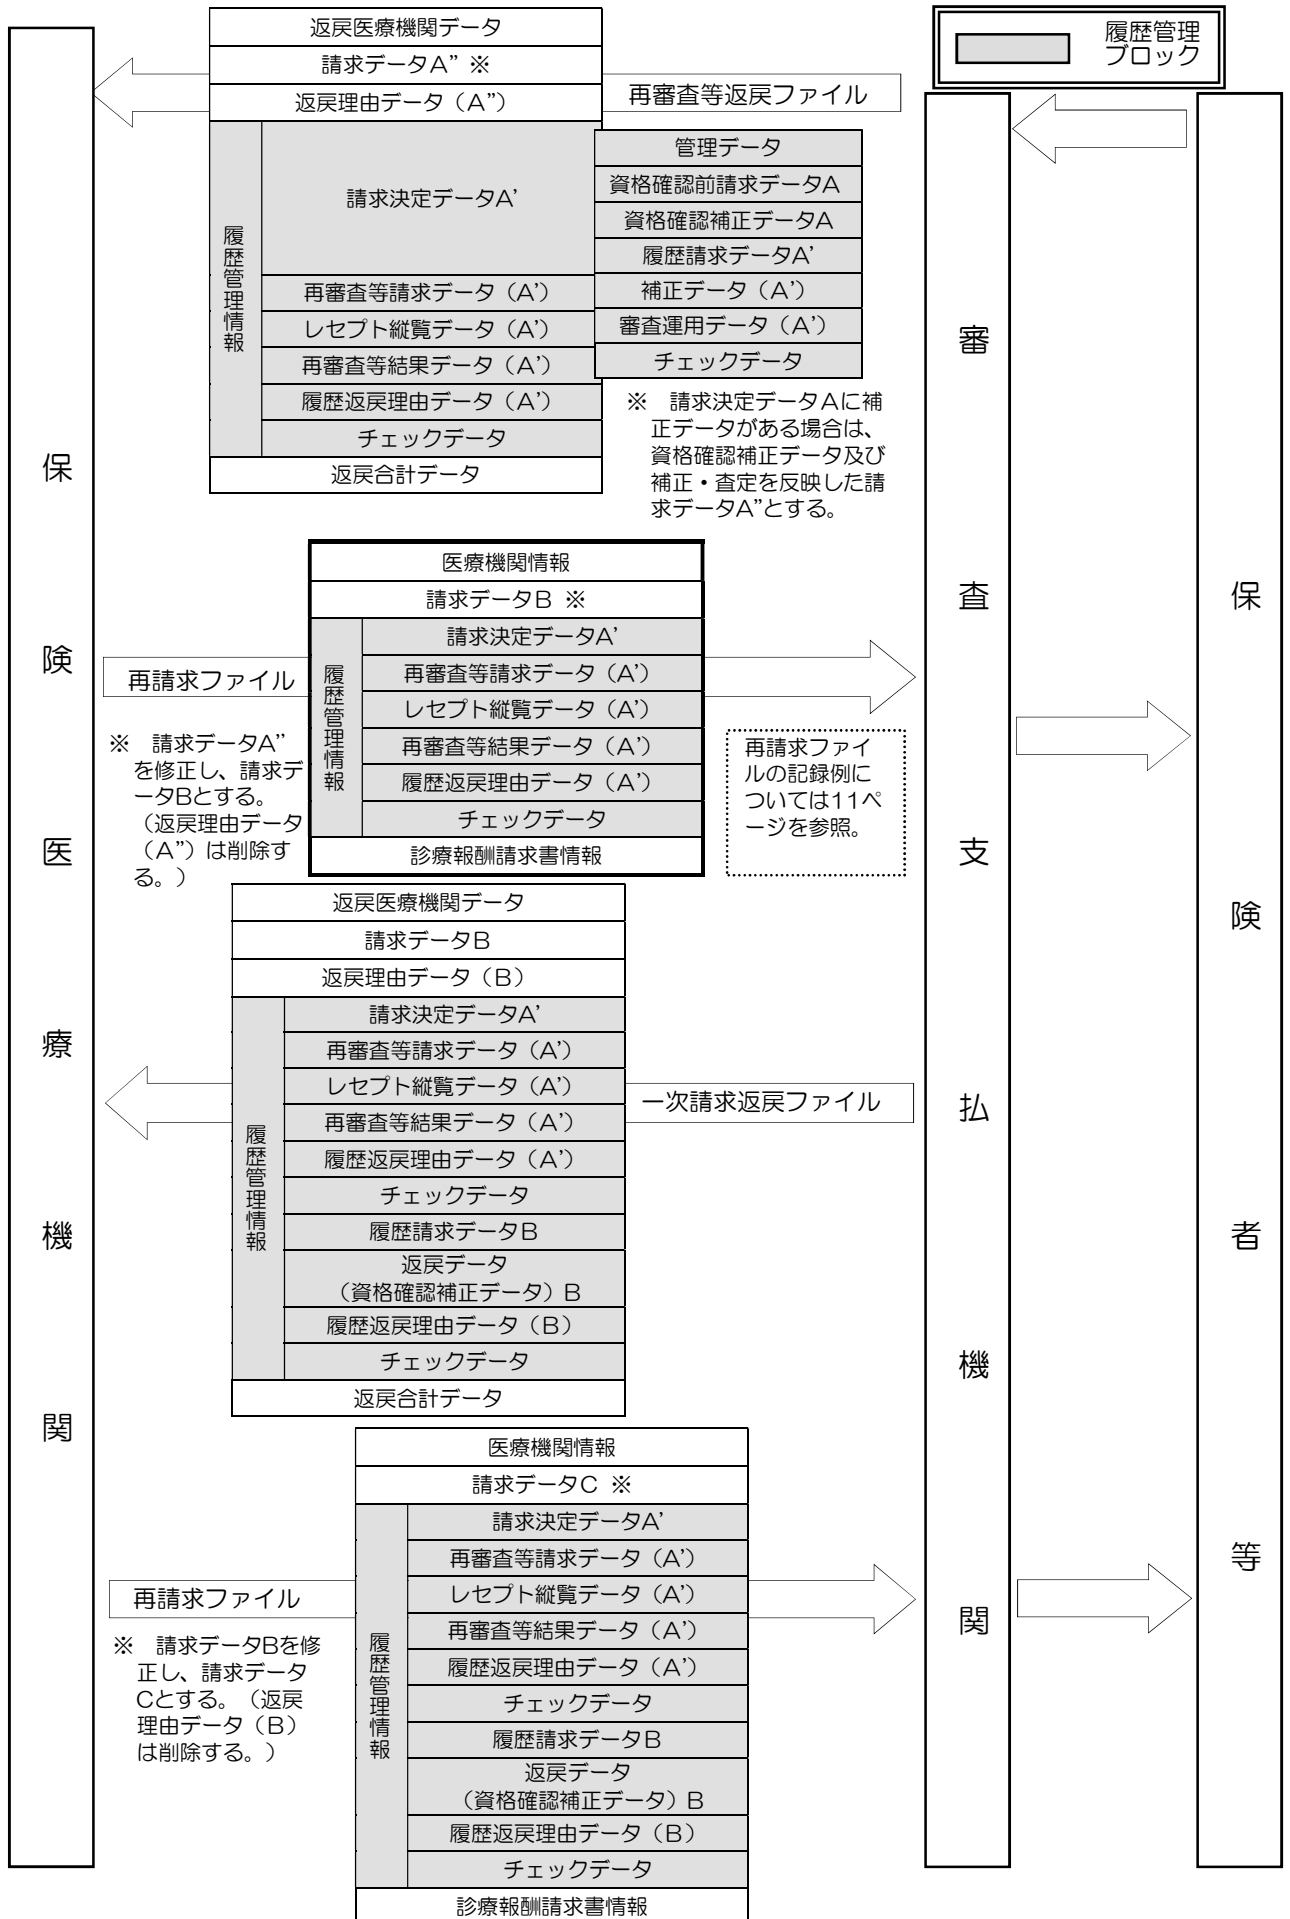 履歴管理
ブロック
保険医療機関
審査支払機関
保険者等
返戻医療機関データ
請求データA” ※
返戻理由データ（A”）
再審査等返戻ファイル
履歴管理情報
請求決定データA’
管理データ
資格確認前請求データA
資格確認補正データA
履歴請求データA’
補正データ（A’）
審査運用データ（A’）
チェックデータ
再審査等請求データ（A’）
レセプト縦覧データ（A’）
再審査等結果データ（A’）
履歴返戻理由データ（A’）
チェックデータ
返戻合計データ
※　請求決定データAに補
正データがある場合は、
資格確認補正データ及び
補正・査定を反映した請
求データA”とする。
医療機関情報
請求データB ※
履歴管理情報
請求決定データA’
再審査等請求データ（A’）
レセプト縦覧データ（A’）
再審査等結果データ（A’）
履歴返戻理由データ（A’）
チェックデータ
診療報酬請求書情報
再請求ファイル
※　請求データA”
を修正し、請求デ
ータBとする。
（返戻理由データ
（A”）は削除す
る。）
再請求ファイ
ルの記録例に
ついては11ペ
ージを参照。
返戻医療機関データ
請求データB
返戻理由データ（B）
履歴管理情報
請求決定データA’
再審査等請求データ（A’）
レセプト縦覧データ（A’）
再審査等結果データ（A’）
履歴返戻理由データ（A’）
チェックデータ
履歴請求データB
返戻データ
（資格確認補正データ）B
履歴返戻理由データ（B）
チェックデータ
返戻合計データ
一次請求返戻ファイル
医療機関情報
請求データC ※
履歴管理情報
請求決定データA’
再審査等請求データ（A’）
レセプト縦覧データ（A’）
再審査等結果データ（A’）
履歴返戻理由データ（A’）
チェックデータ
履歴請求データB
返戻データ
（資格確認補正データ）B
履歴返戻理由データ（B）
チェックデータ
診療報酬請求書情報
再請求ファイル
※　請求データBを修
正し、請求データ
Cとする。（返戻
理由データ（B）
は削除する。）